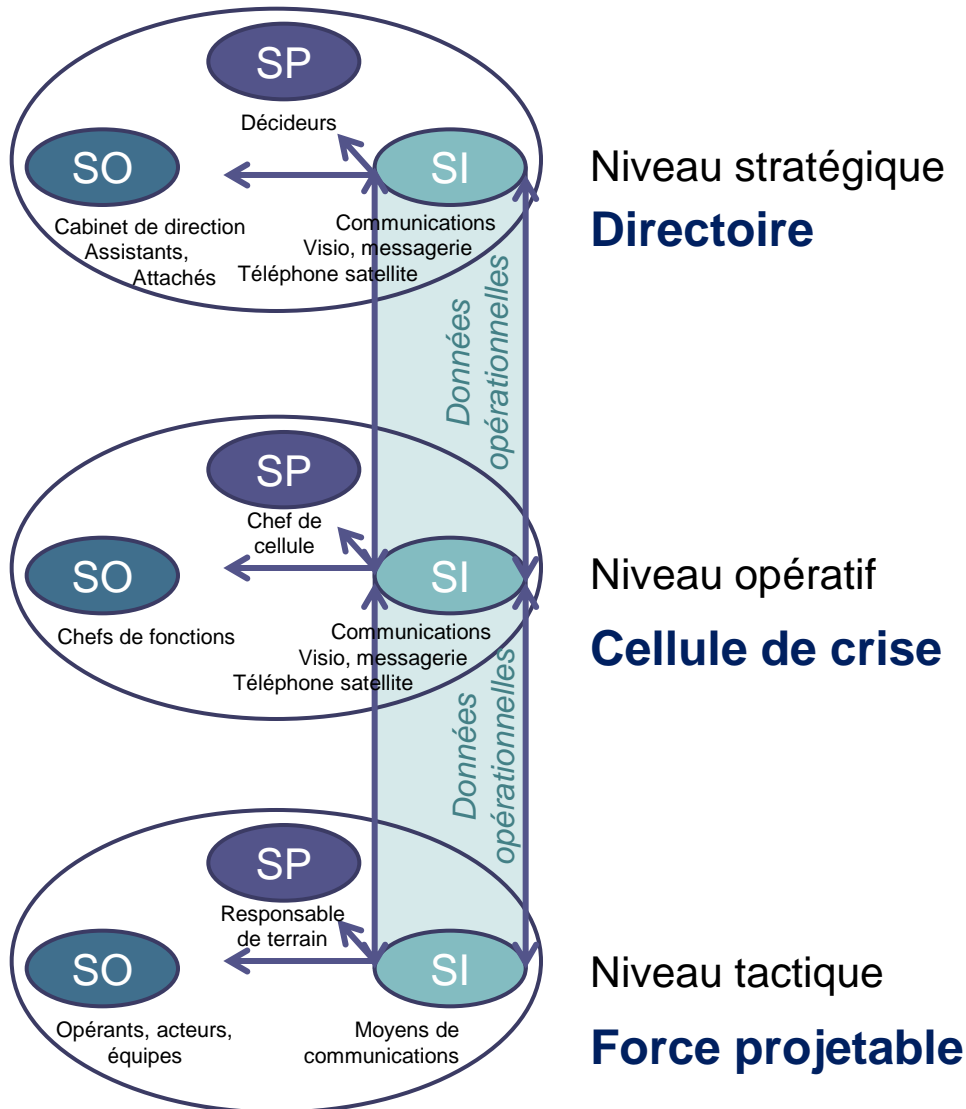 SP
Décideurs
SO
SI
Cabinet de direction
Assistants,
Attachés
Communications
Visio, messagerie
Téléphone satellite
Niveau stratégique
Directoire
Données
opérationnelles
SP
Chef de
cellule
SO
SI
Chefs de fonctions
Communications
Visio, messagerie
Téléphone satellite
Niveau opératif
Cellule de crise
Données
opérationnelles
SP
Responsable
de terrain
SO
SI
Opérants, acteurs,
équipes
Moyens de
communications
Niveau tactique
Force projetable